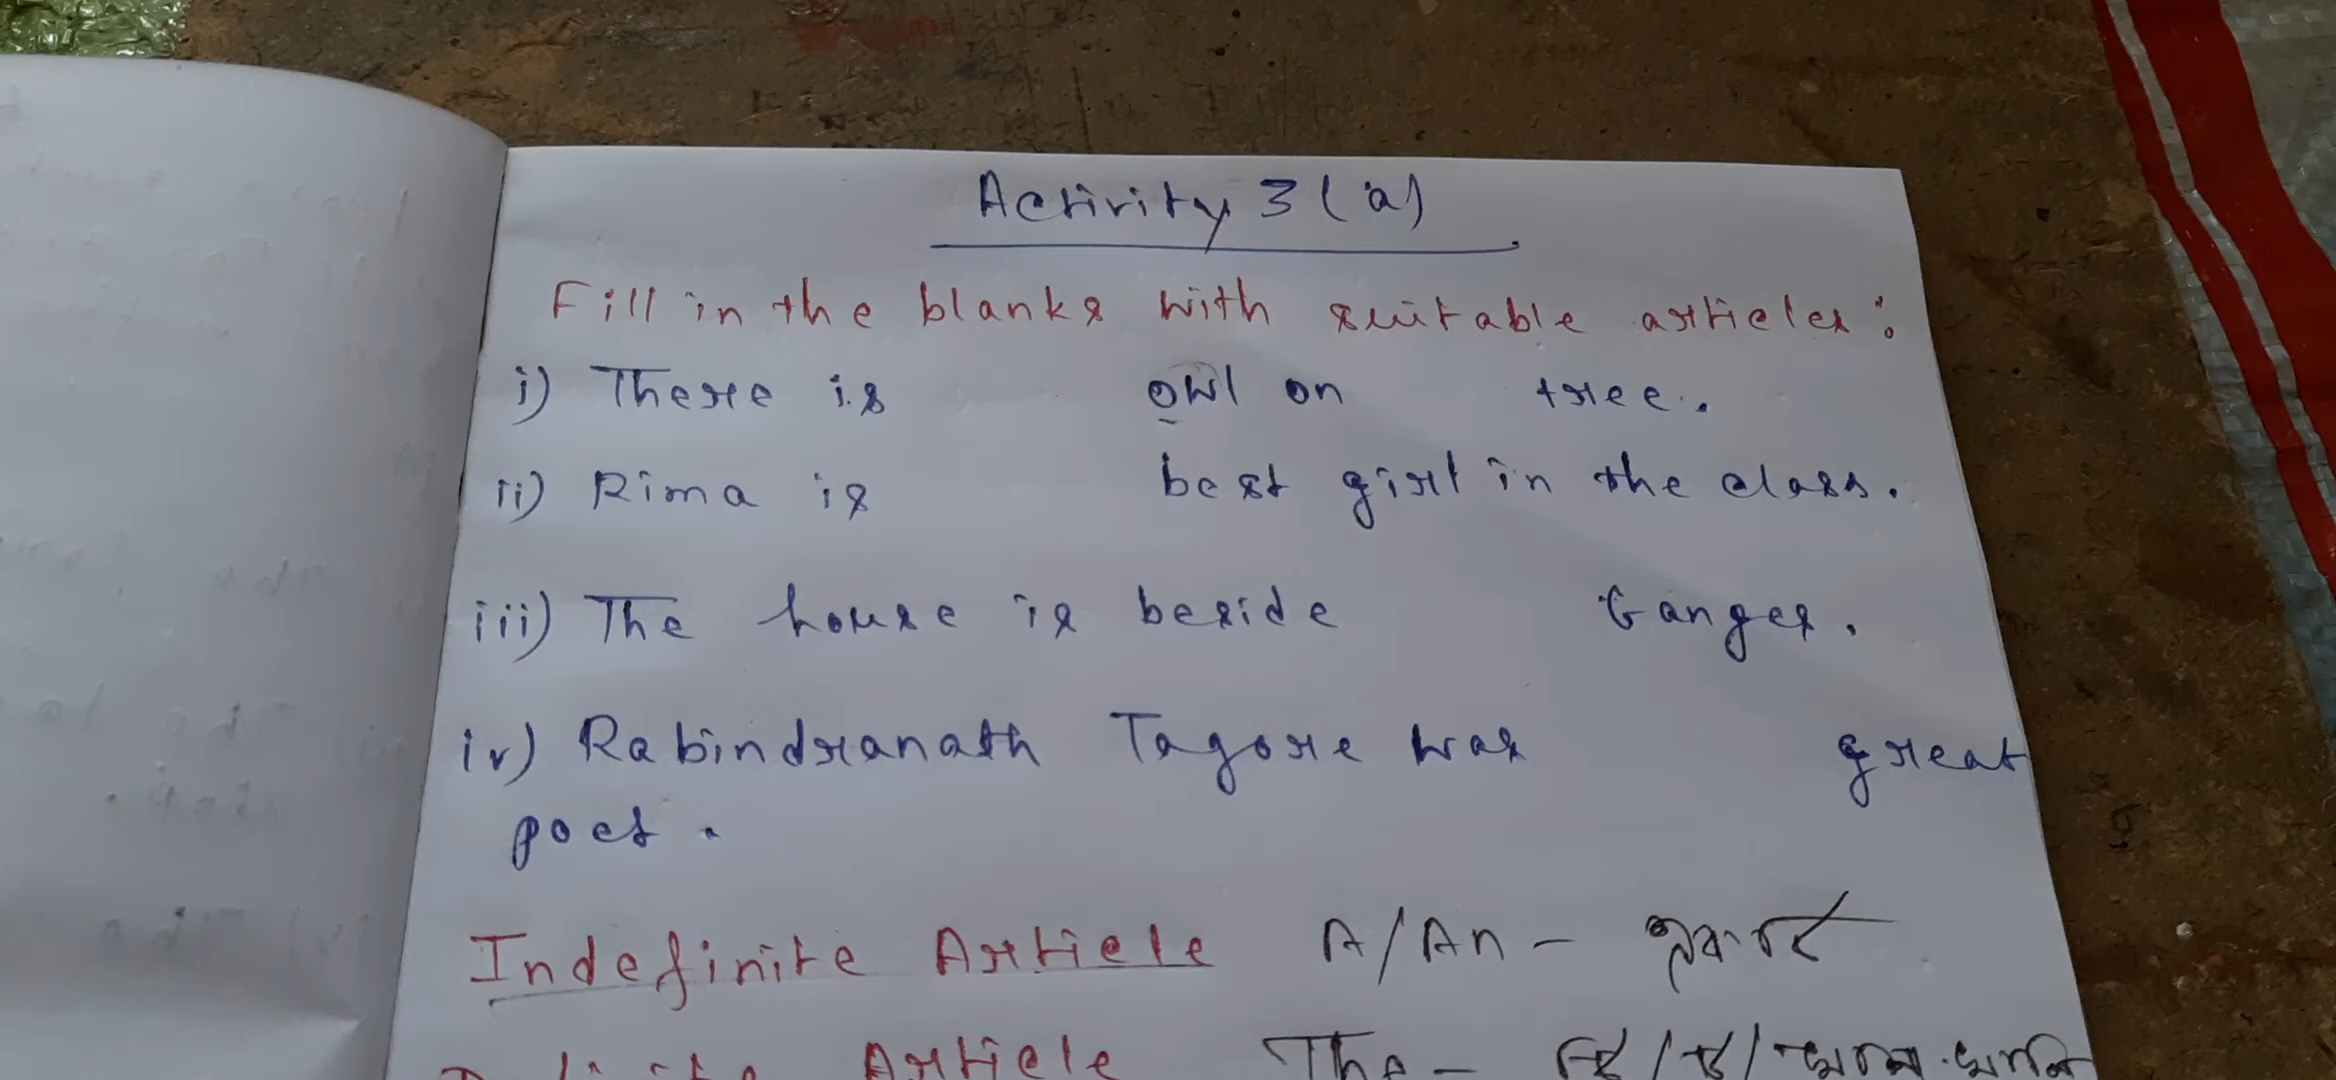 Activity 3 (a)
Fill in the blanks with suitable articles:
i) There is owl on tree.
ii) Rima is best girl in the class.
iii) The house is beside Ganges.
iv) Rabindranath Tagore was great
poet.
Indefinite Article A/An - একটি
Article The - টি/টা/